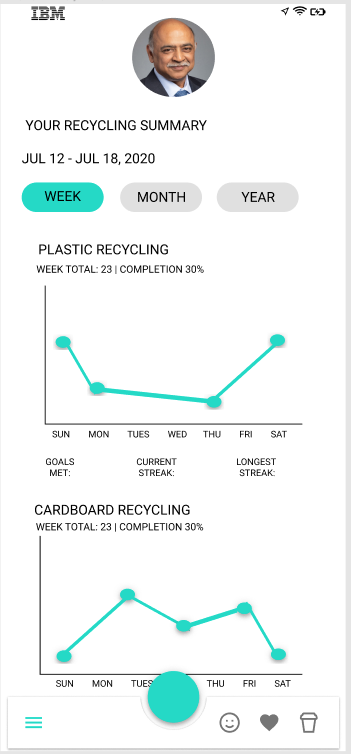 IBM
YOUR RECYCLING SUMMARY
JUL 12 - JUL 18, 2020
WEEK MONTH YEAR
PLASTIC RECYCLING
WEEK TOTAL: 23 | COMPLETION 30%
SUN MON TUES WED THU FRI SAT
GOALS CURRENT LONGEST
MET: STREAK: STREAK:
CARDBOARD RECYCLING
WEEK TOTAL: 23 | COMPLETION 30%
SUN MON TUES THU FRI SAT